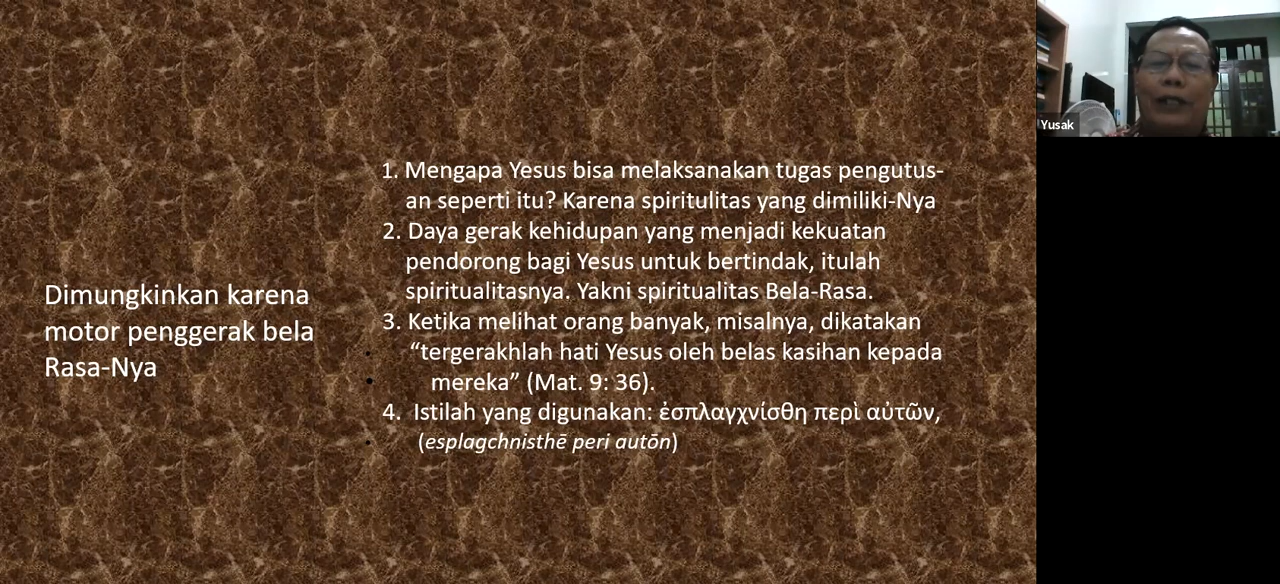 Dimungkinkan karena
motor penggerak bela
Rasa-Nya
1. Mengapa Yesus bisa melaksanakan tugas pengutus-
an seperti itu? Karena spiritulitas yang dimiliki-Nya
2. Daya gerak kehidupan yang menjadi kekuatan
pendorong bagi Yesus untuk bertindak, itulah
spiritualitasnya. Yakni spiritualitas Bela-Rasa.
3. Ketika melihat orang banyak, misalnya, dikatakan
“tergerakhlah hati Yesus oleh belas kasihan kepada
mereka” (Mat. 9: 36).
4. Istilah yang digunakan: ἐσπλαγχνίσθη περὶ αὐτῶν,
(esplagchnisthē peri autōn)
Yusak